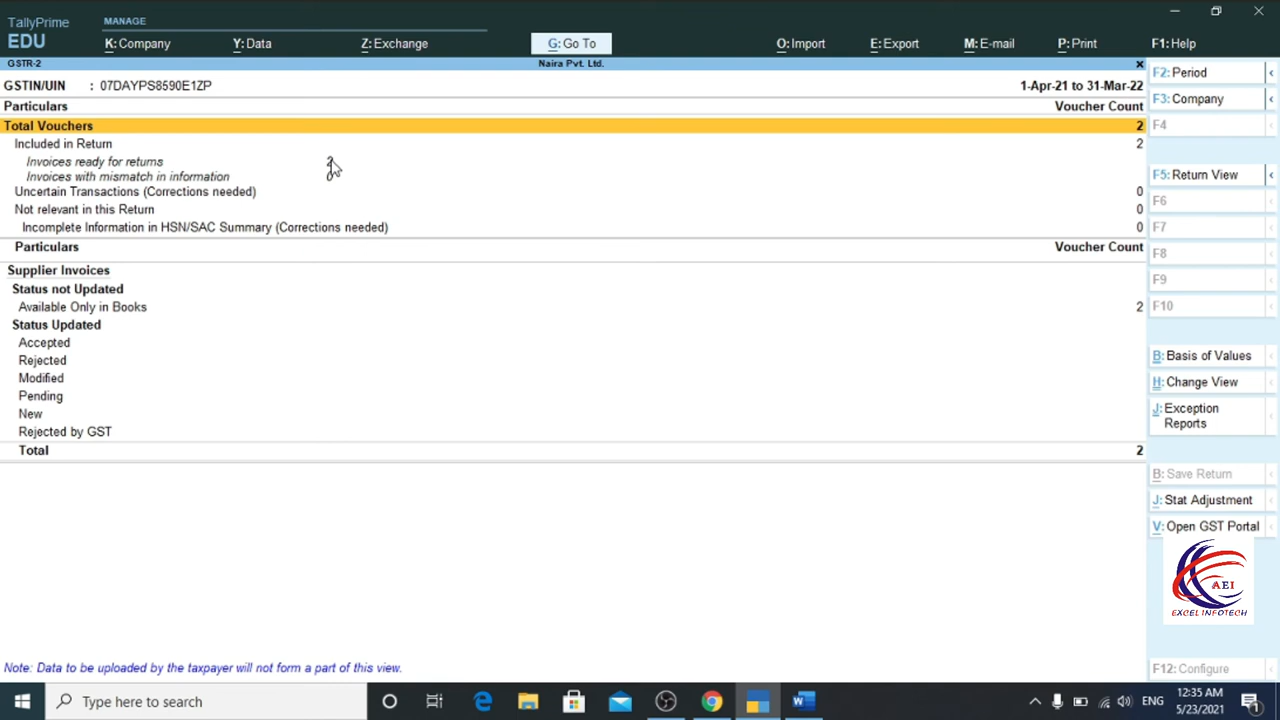 TallyPrime
EDU
MANAGE
K: Company
Y: Data
Z: Exchange
G: Go To
O: Import
E: Export
M: E-mail
P: Print
F1: Help
GSTR-2
Naira Pvt. Ltd.
GSTIN/UIN : 07DAYPS8590E1ZP
1-Apr-21 to 31-Mar-22
Particulars Voucher Count
Total Vouchers 2
Included in Return 2
Invoices ready for returns 2
Invoices with mismatch in information 0
Uncertain Transactions (Corrections needed) 0
Not relevant in this Return 0
Incomplete Information in HSN/SAC Summary (Corrections needed) 0
Particulars Voucher Count
Supplier Invoices
Status not Updated
Available Only in Books 2
Status Updated
Accepted
Rejected
Modified
Pending
New
Rejected by GST
Total 2
Note: Data to be uploaded by the taxpayer will not form a part of this view.
F2: Period
F3: Company
F4
F5: Return View
F6
F7
F8
F9
F10
B: Basis of Values
H: Change View
J: Exception
Reports
B: Save Return
J: Stat Adjustment
V: Open GST Portal
AEI
EXCEL INFOTECH
F12: Configure
Type here to search
ENG
12:35 AM
5/23/2021
1